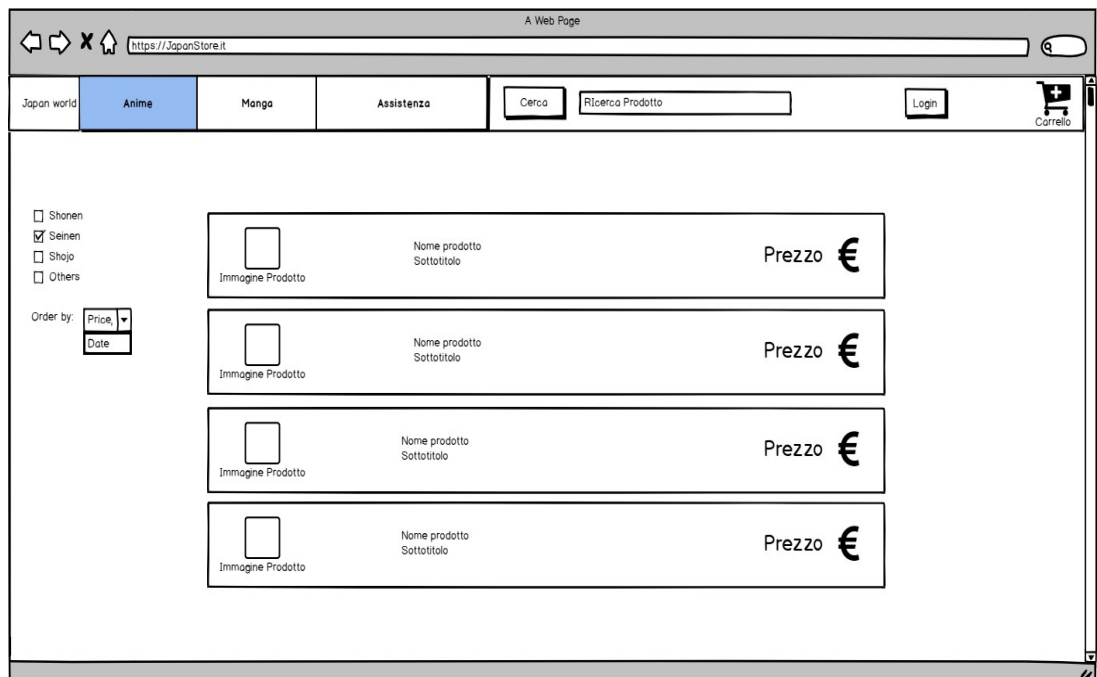 A Web Page
https://JapanStore.it
Japan world Anime Manga Assistenza Cerca RIcerca Prodotto Login Carrello
Shonen
Seinen
Shojo
Others
Order by: Price,
Date
Nome prodotto
Sottotitolo
Prezzo €
Immagine Prodotto
Nome prodotto
Sottotitolo
Prezzo €
Immagine Prodotto
Nome prodotto
Sottotitolo
Prezzo €
Immagine Prodotto
Nome prodotto
Sottotitolo
Prezzo €
Immagine Prodotto